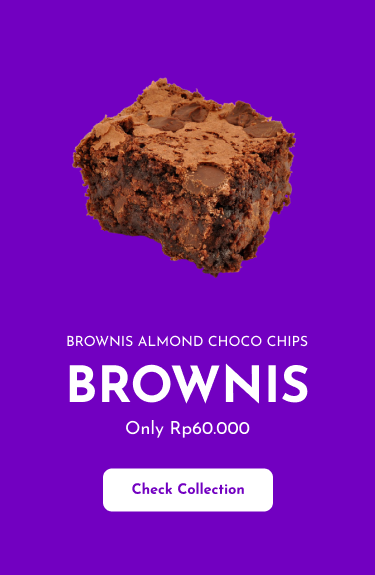 BROWNIS ALMOND CHOCO CHIPS
BROWNIS
Only Rp60.000
Check Collection